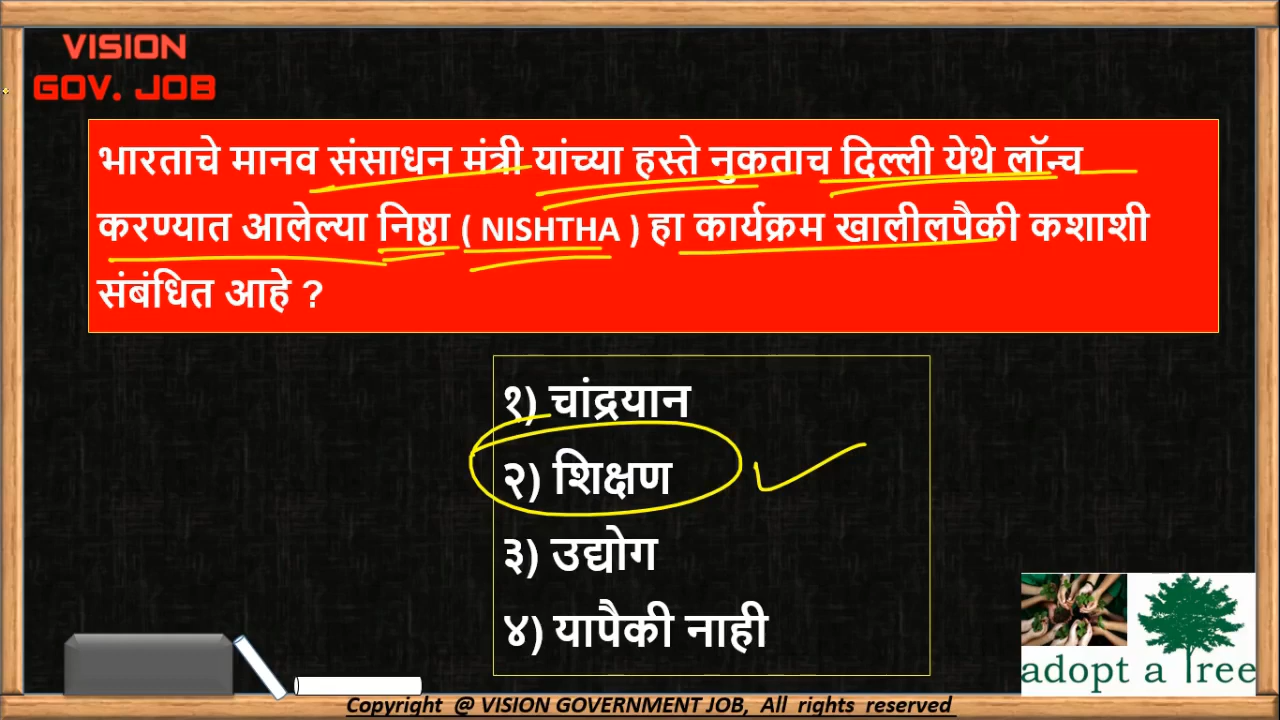 VISION
GOV. JOB
भारताचे मानव संसाधन मंत्री यांच्या हस्ते नुकताच दिल्ली येथे लॉन्च
करण्यात आलेल्या निष्ठा ( NISHTHA ) हा कार्यक्रम खालीलपैकी कशाशी
संबंधित आहे ?
१) चांद्रयान
२) शिक्षण
३) उद्योग
४) यापैकी नाही
adopt a Tree
Copyright @ VISION GOVERNMENT JOB, All rights reserved